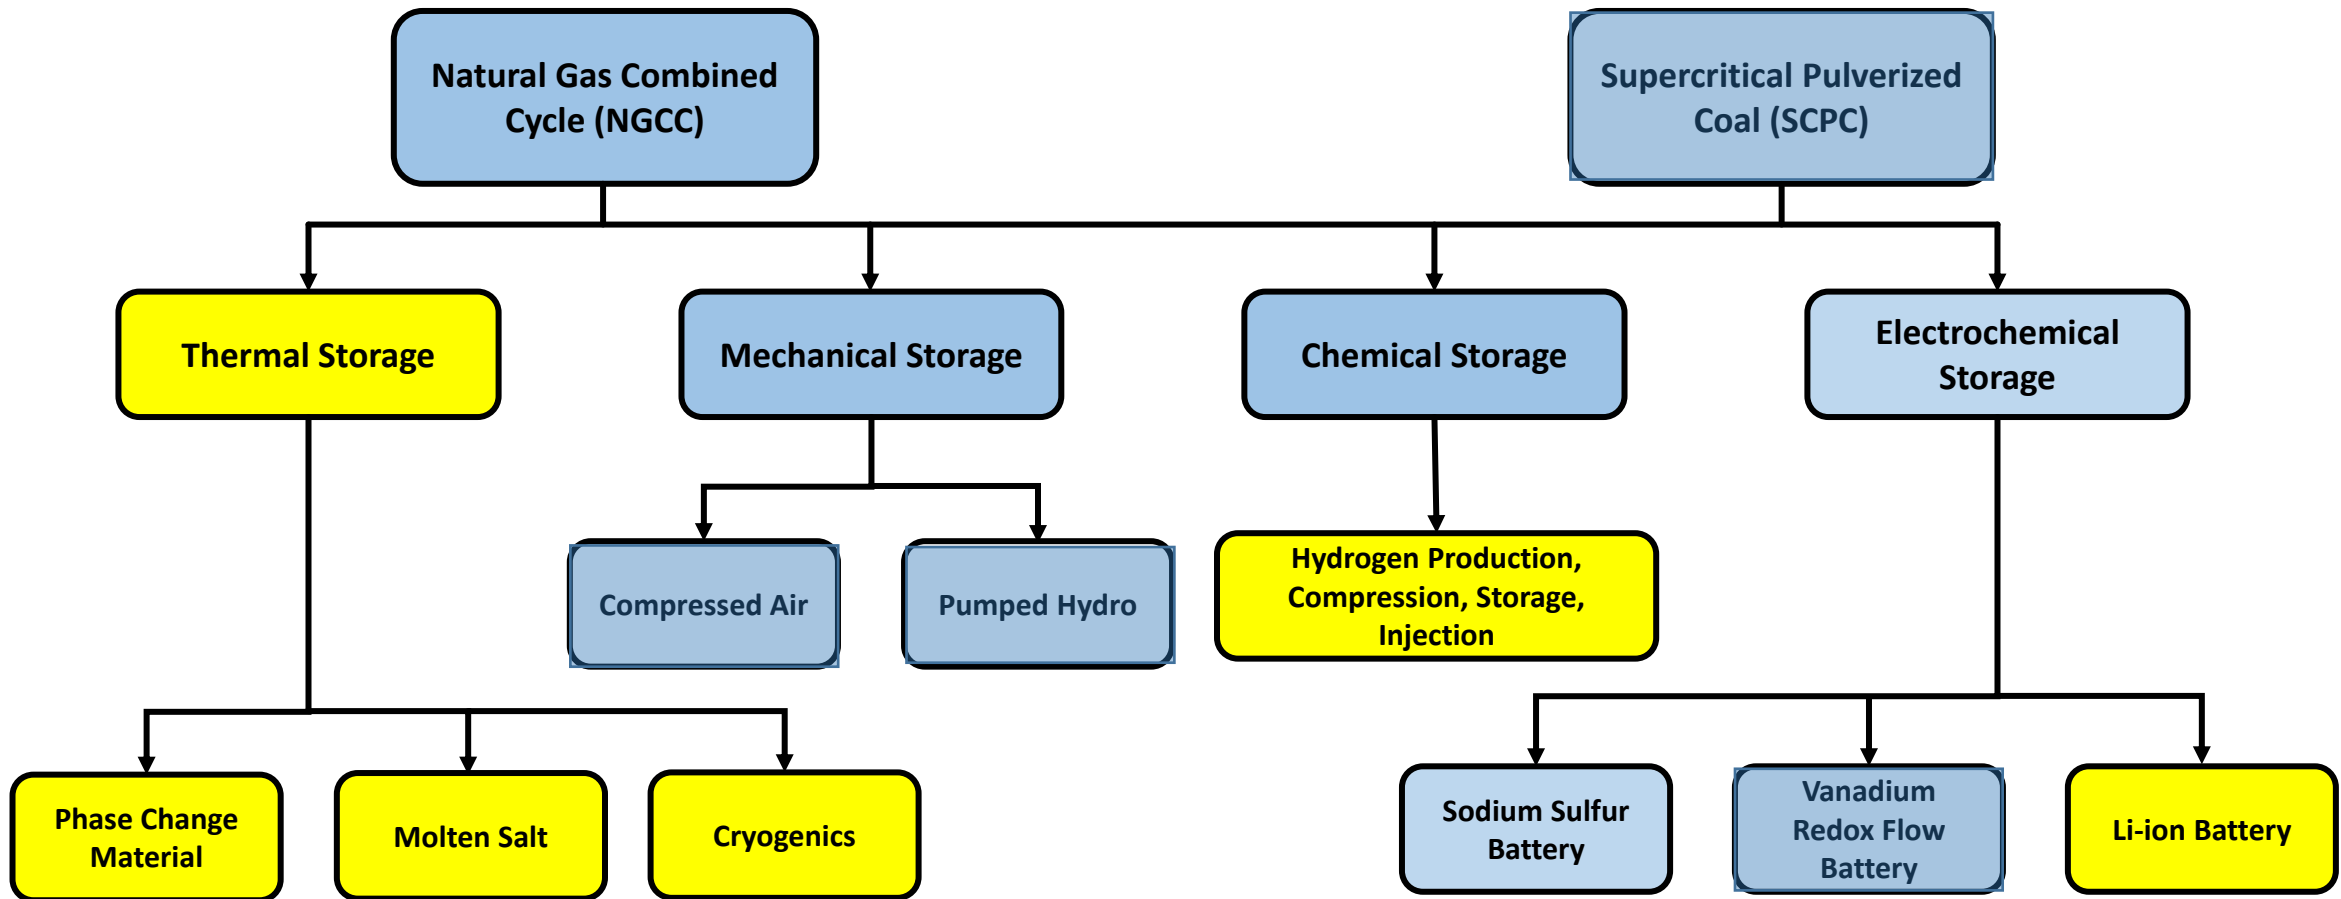 Natural Gas Combined
Cycle (NGCC)
Supercritical Pulverized
Coal (SCPC)
Thermal Storage
Mechanical Storage
Chemical Storage
Electrochemical
Storage
Compressed Air
Pumped Hydro
Hydrogen Production,
Compression, Storage,
Injection
Phase Change
Material
Molten Salt
Cryogenics
Sodium Sulfur
Battery
Vanadium
Redox Flow
Battery
Li-ion Battery